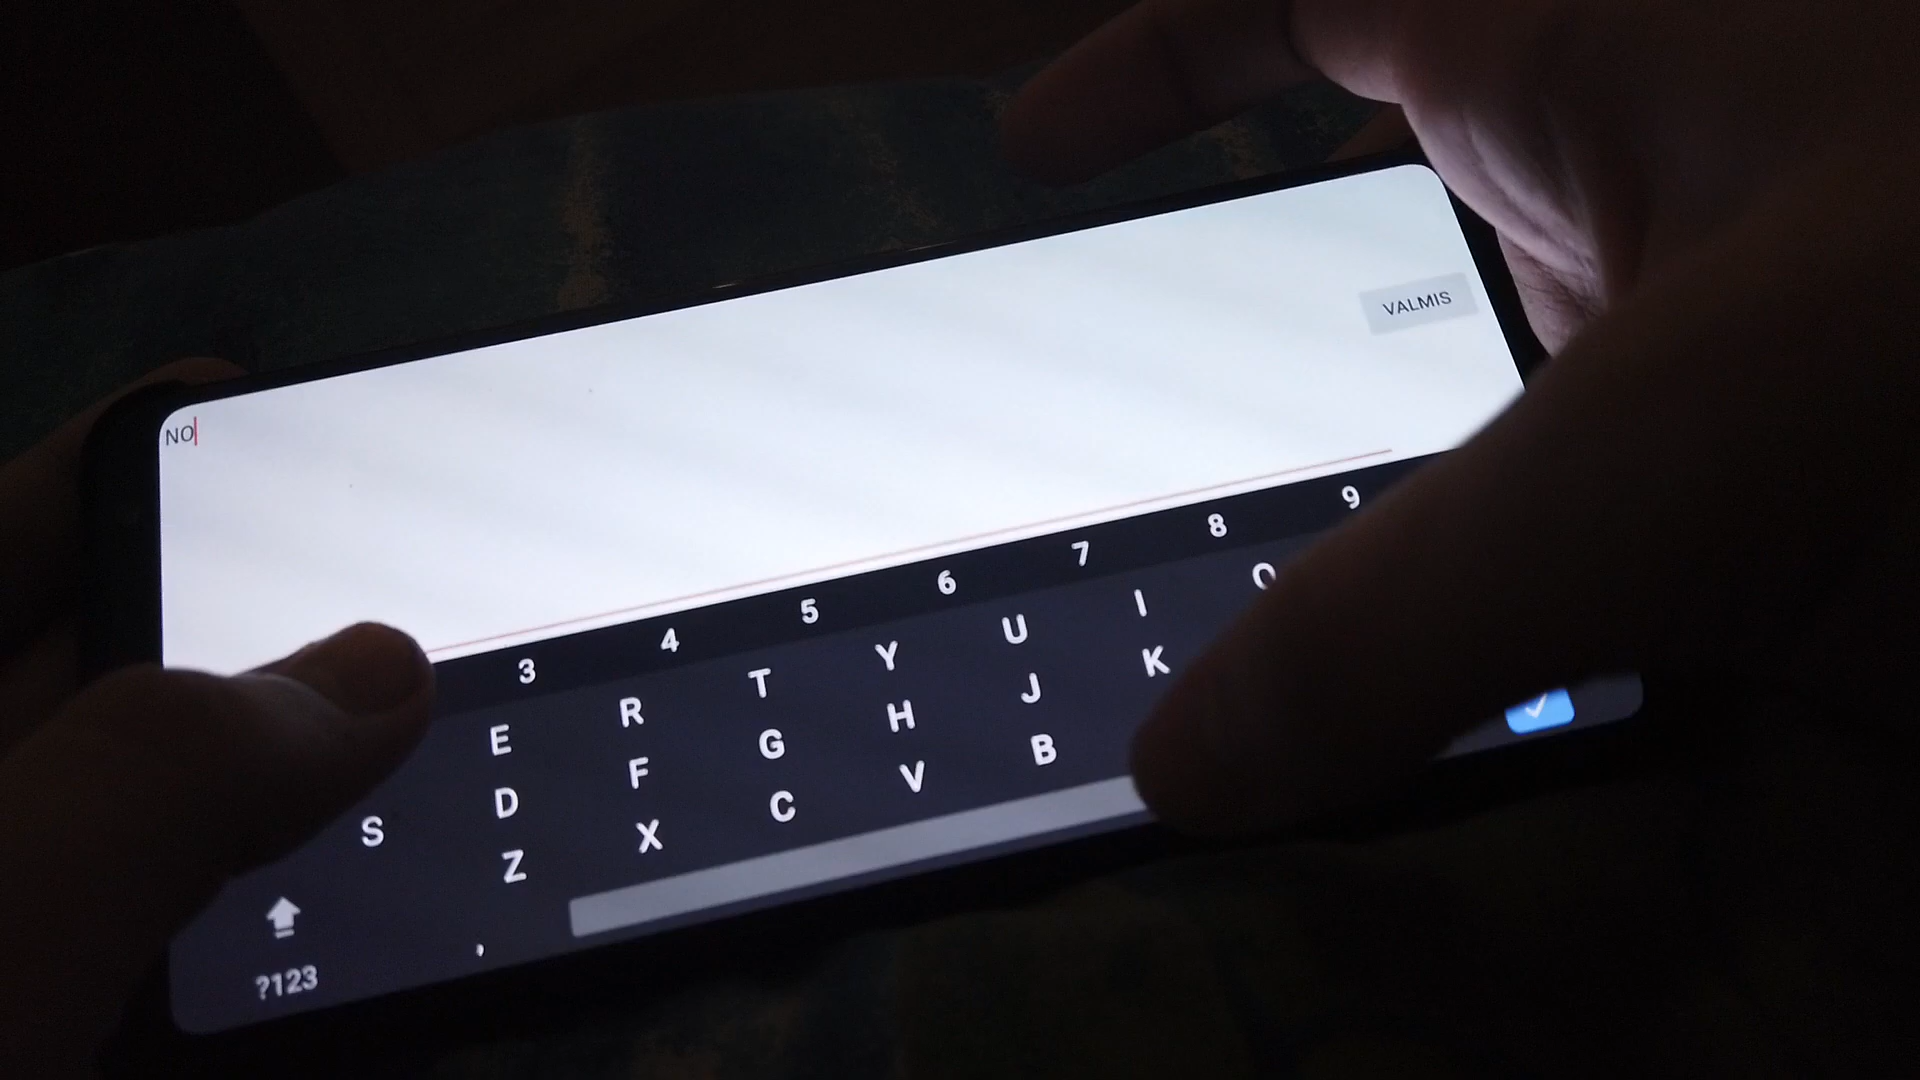 VALMIS
NO
3 4 5 6 7 8 9
E R T Y U I O
S D F G H J K
Z X C V B
?123 ,